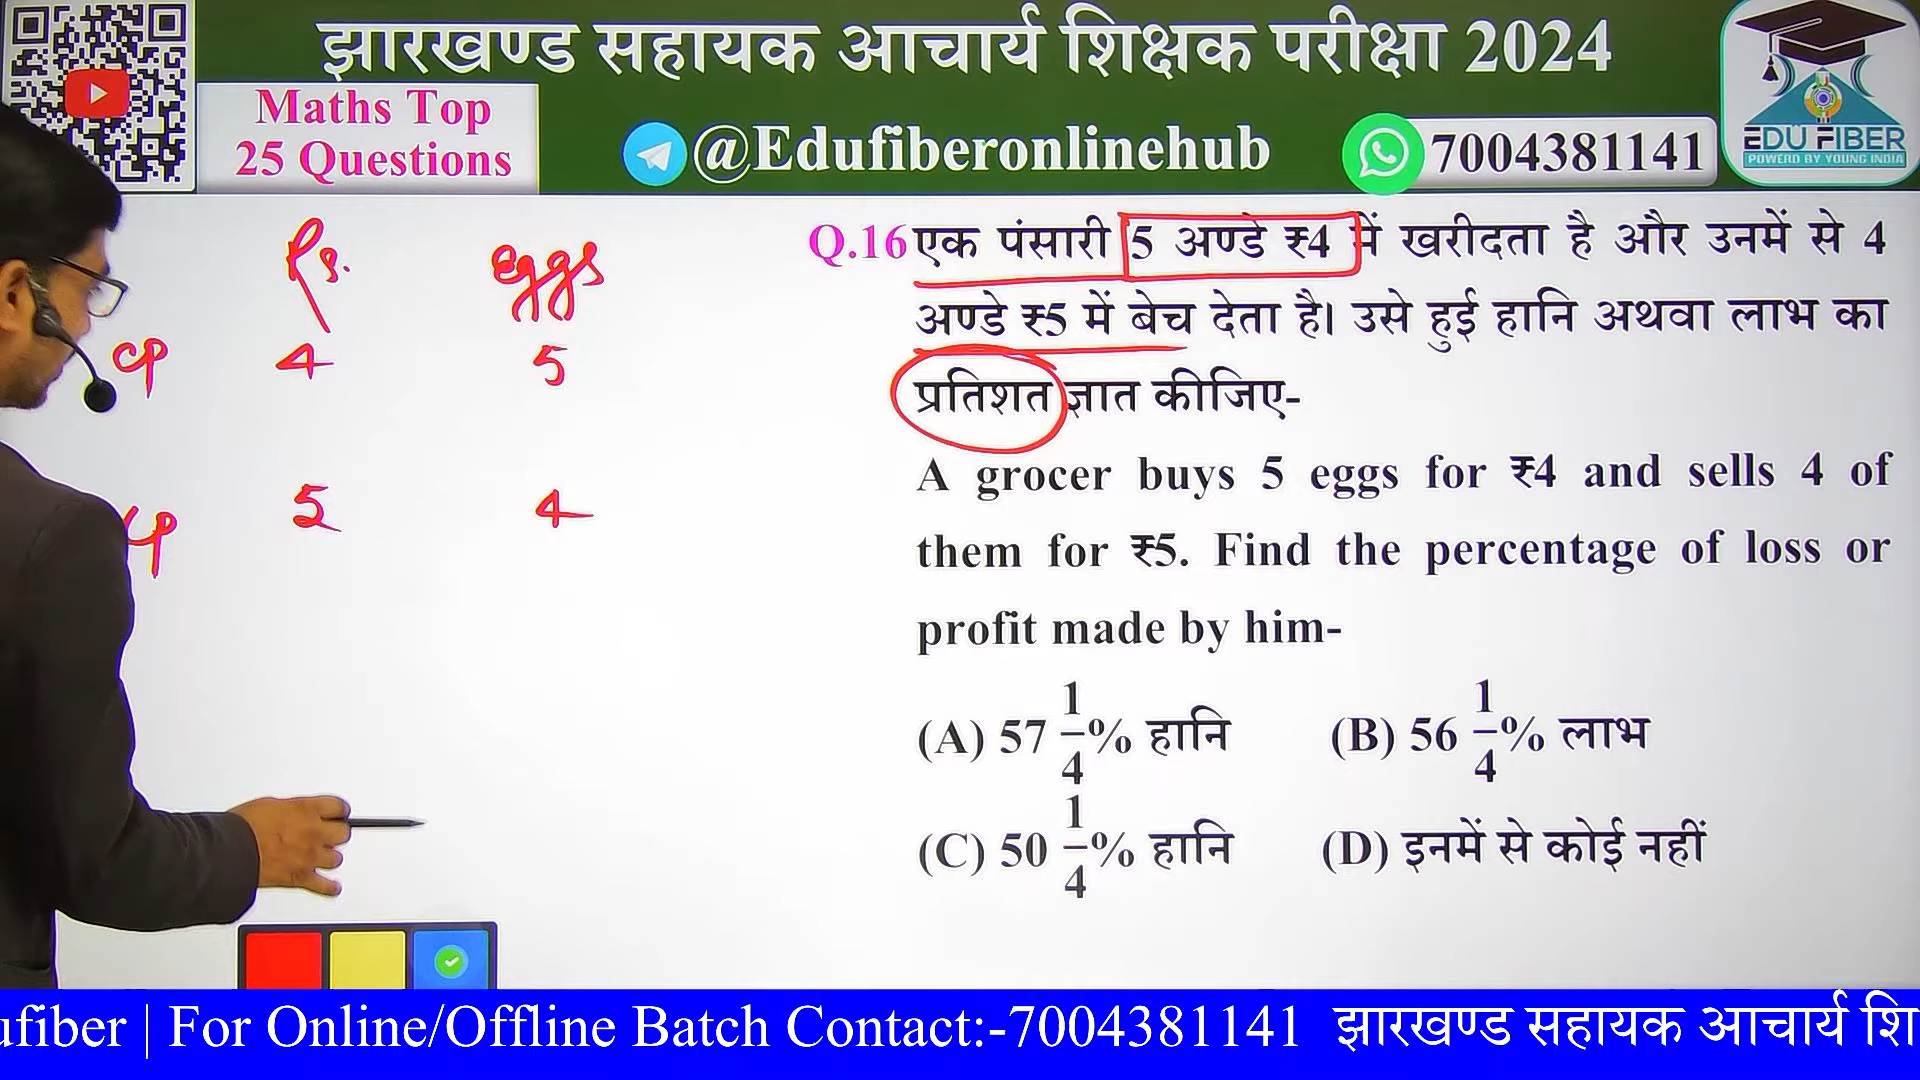 झारखण्ड सहायक आचार्य शिक्षक परीक्षा 2024
Maths Top
25 Questions
@Edufiberonlinehub
7004381141
EDU FIBER
POWERD BY YOUNG INDIA
Rs. Eggs
CP 4 5
5 4
Q.16 एक पंसारी 5 अण्डे ₹4 में खरीदता है और उनमें से 4
अण्डे ₹5 में बेच देता है। उसे हुई हानि अथवा लाभ का
प्रतिशत ज्ञात कीजिए-
A grocer buys 5 eggs for ₹4 and sells 4 of
them for ₹5. Find the percentage of loss or
profit made by him-
(A) 57 1/4% हानि (B) 56 1/4% लाभ
(C) 50 1/4% हानि (D) इनमें से कोई नहीं
ufiber | For Online/Offline Batch Contact:-7004381141 झारखण्ड सहायक आचार्य शि